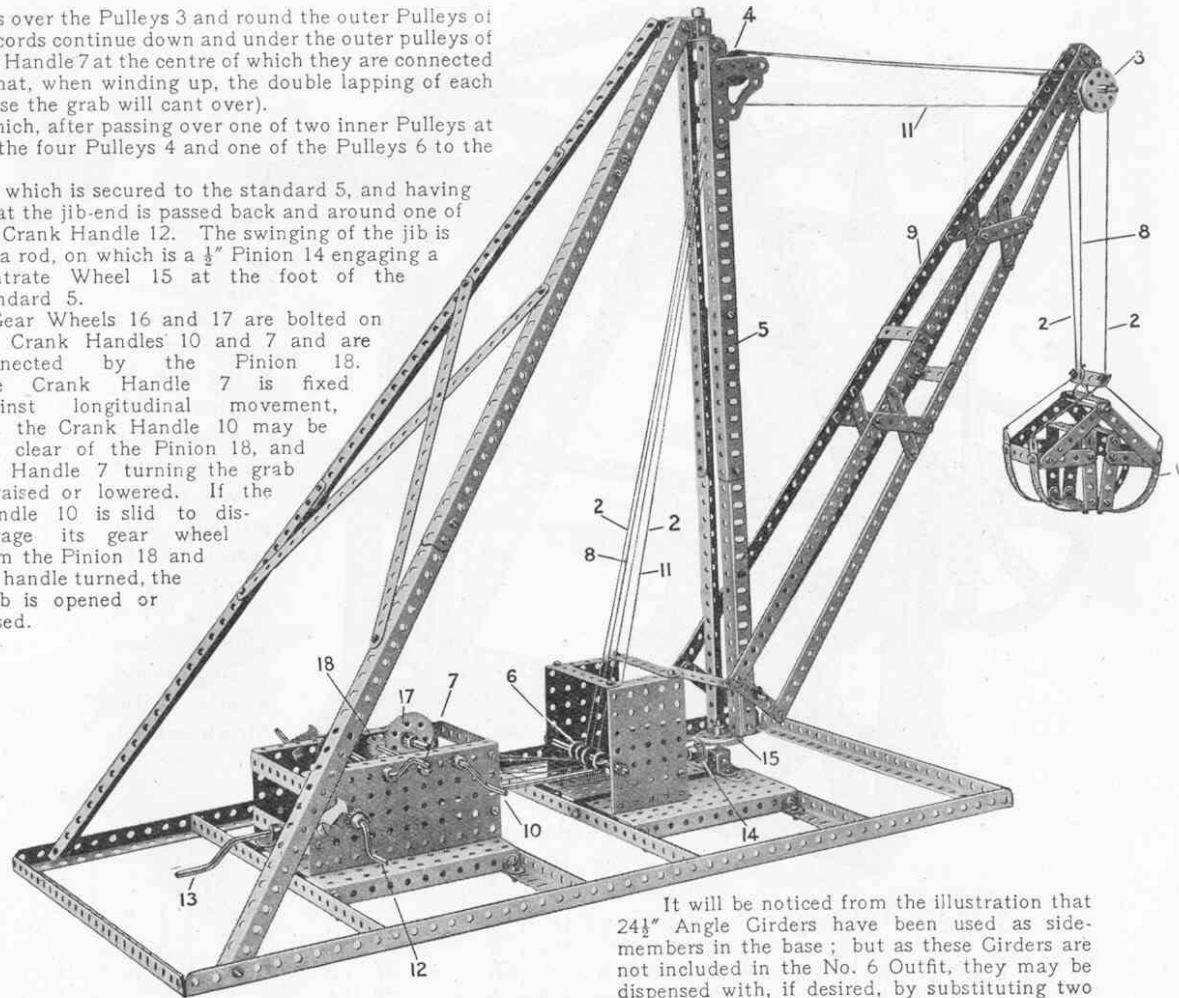 s over the Pulleys 3 and round the outer Pulleys of
cords continue down and under the outer pulleys of
Handle 7 at the centre of which they are connected
hat, when winding up, the double lapping of each
se the grab will cant over).
hich, after passing over one of two inner Pulleys at
the four Pulleys 4 and one of the Pulleys 6 to the
which is secured to the standard 5, and having
at the jib-end is passed back and around one of
Crank Handle 12. The swinging of the jib is
a rod, on which is a ½" Pinion 14 engaging a
ntrate Wheel 15 at the foot of the
ndard 5.
Gear Wheels 16 and 17 are bolted on
Crank Handles 10 and 7 and are
nected by the Pinion 18.
e Crank Handle 7 is fixed
inst longitudinal movement,
the Crank Handle 10 may be
clear of the Pinion 18, and
Handle 7 turning the grab
raised or lowered. If the
ndle 10 is slid to dis-
age its gear wheel
m the Pinion 18 and
handle turned, the
b is opened or
sed.
4
3
11
9
8
2
2
5
1
2
2
8
11
18
17
7
6
15
10
14
13
12
It will be noticed from the illustration that
24½" Angle Girders have been used as side-
members in the base ; but as these Girders are
not included in the No. 6 Outfit, they may be
dispensed with, if desired, by substituting two